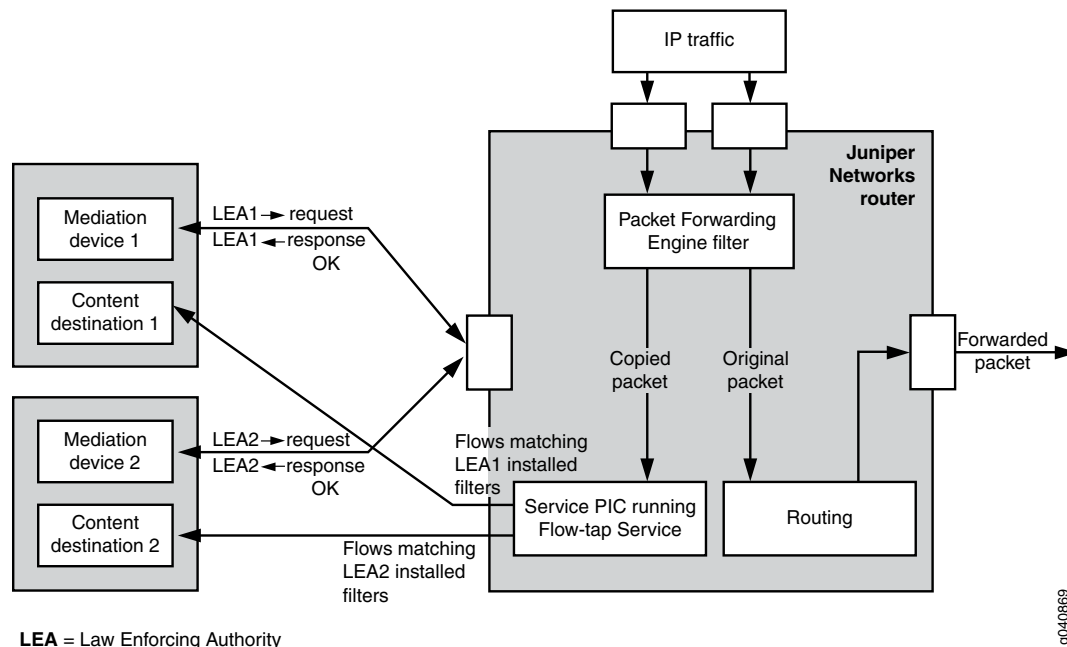 IP traffic
Juniper
Networks
router
Packet Forwarding
Engine filter
Mediation
device 1
LEA1 → request
LEA1 ← response
OK
Content
destination 1
Copied
packet
Original
packet
Forwarded
packet
Mediation
device 2
LEA2 → request
LEA2 ← response
OK
Flows matching
LEA1 installed
filters
Content
destination 2
Service PIC running
Flow-tap Service
Routing
Flows matching
LEA2 installed
filters
LEA = Law Enforcing Authority
g040869